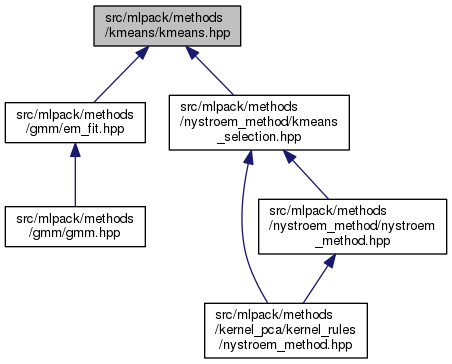 src/mlpack/methods
/kmeans/kmeans.hpp
src/mlpack/methods
/gmm/em_fit.hpp
src/mlpack/methods
/nystroem_method/kmeans
_selection.hpp
src/mlpack/methods
/gmm/gmm.hpp
src/mlpack/methods
/nystroem_method/nystroem
_method.hpp
src/mlpack/methods
/kernel_pca/kernel_rules
/nystroem_method.hpp